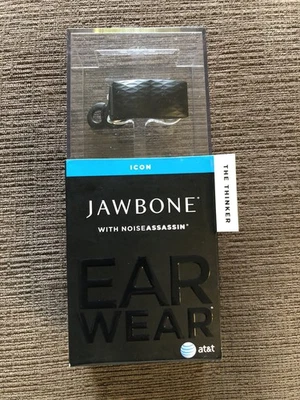 ICON
JAWBONE®
WITH NOISEASSASSIN®
THE THINKER
EAR
WEAR
at&t